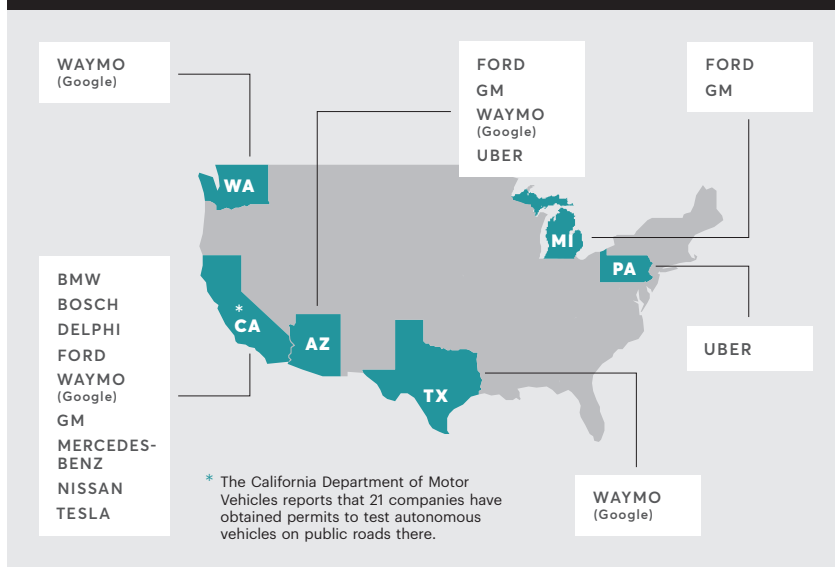 WAYMO
(Google)
FORD
GM
WAYMO
(Google)
UBER
FORD
GM
WA
MI
PA
BMW
BOSCH
DELPHI
FORD
WAYMO
(Google)
GM
MERCEDES-
BENZ
NISSAN
TESLA
*
CA
AZ
TX
UBER
* The California Department of Motor
Vehicles reports that 21 companies have
obtained permits to test autonomous
vehicles on public roads there.
WAYMO
(Google)